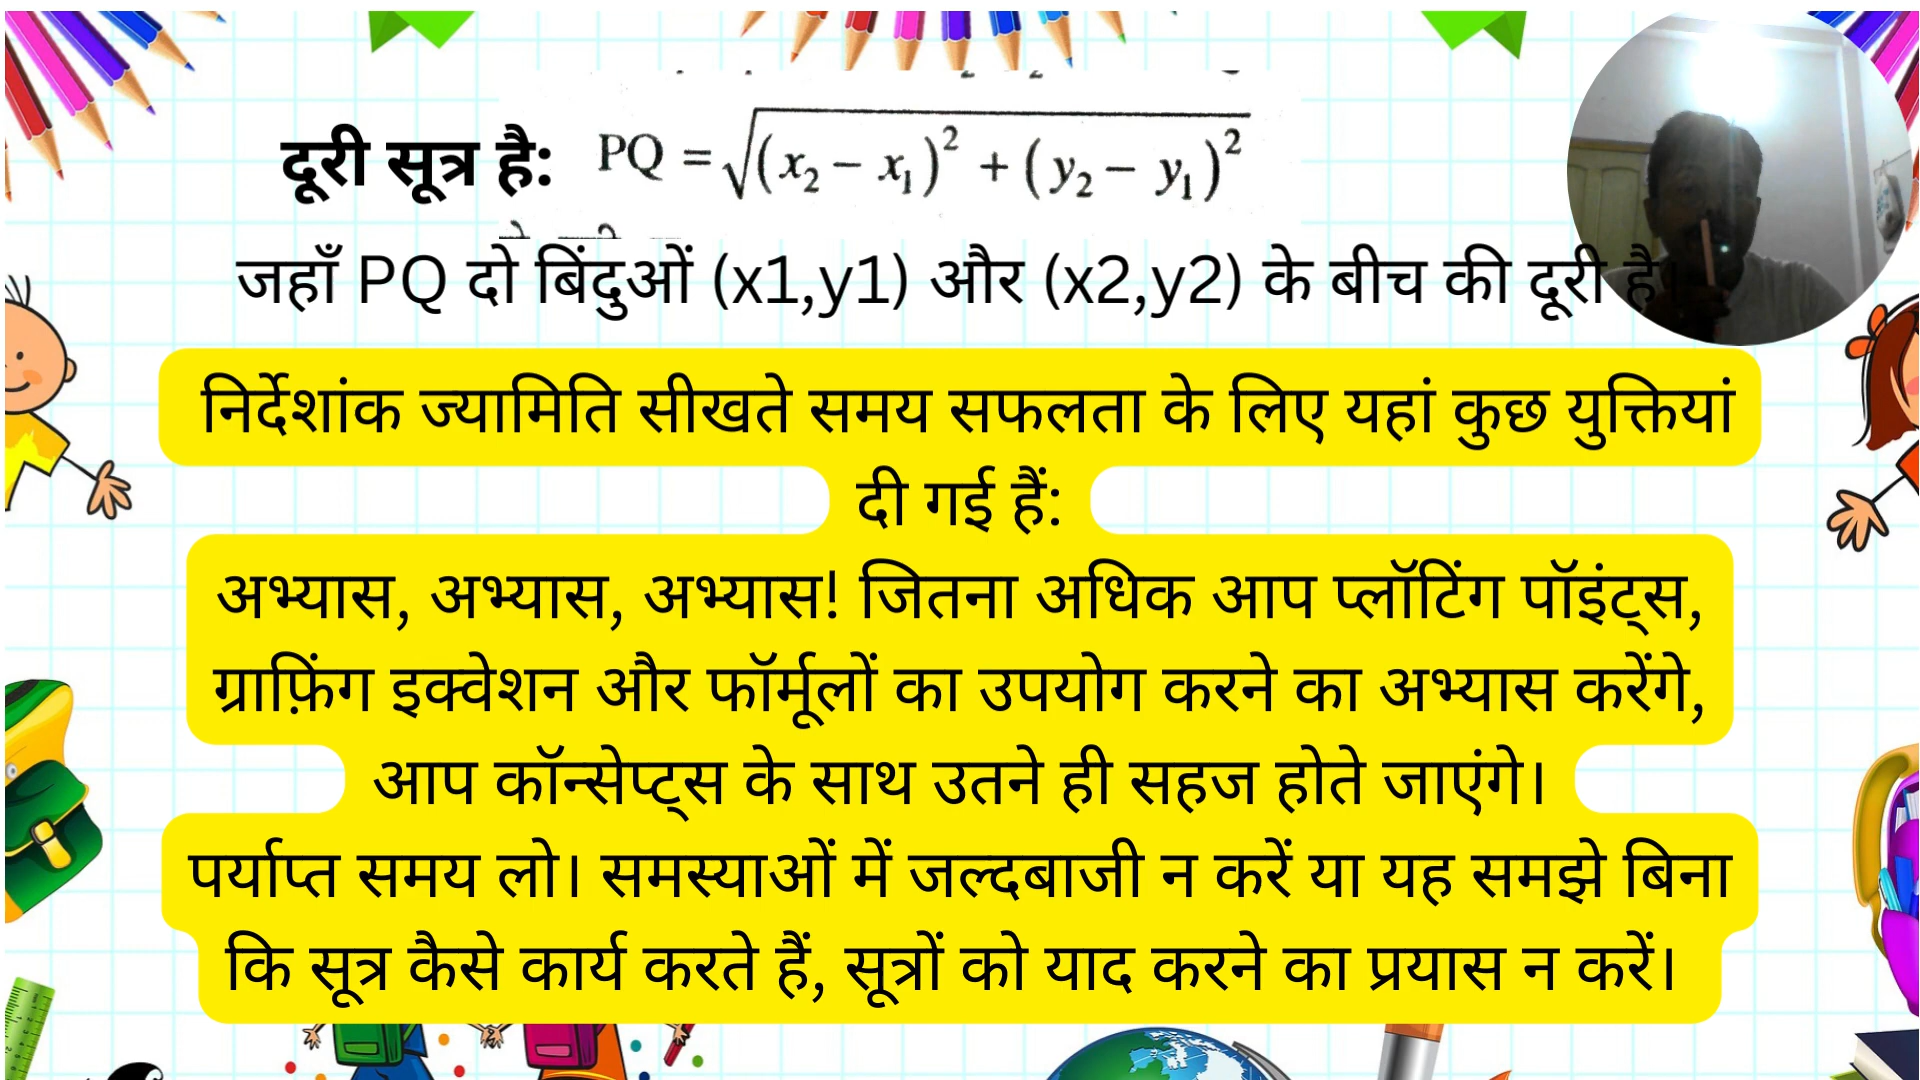 दूरी सूत्र है: PQ = √(x₂ − x₁)² + (y₂ − y₁)²
जहाँ PQ दो बिंदुओं (x1,y1) और (x2,y2) के बीच की दूरी है।
निर्देशांक ज्यामिति सीखते समय सफलता के लिए यहां कुछ युक्तियां
दी गई हैं:
अभ्यास, अभ्यास, अभ्यास! जितना अधिक आप प्लॉटिंग पॉइंट्स,
ग्राफ़िंग इक्वेशन और फॉर्मूलों का उपयोग करने का अभ्यास करेंगे,
आप कॉन्सेप्ट्स के साथ उतने ही सहज होते जाएंगे।
पर्याप्त समय लो। समस्याओं में जल्दबाजी न करें या यह समझे बिना
कि सूत्र कैसे कार्य करते हैं, सूत्रों को याद करने का प्रयास न करें।